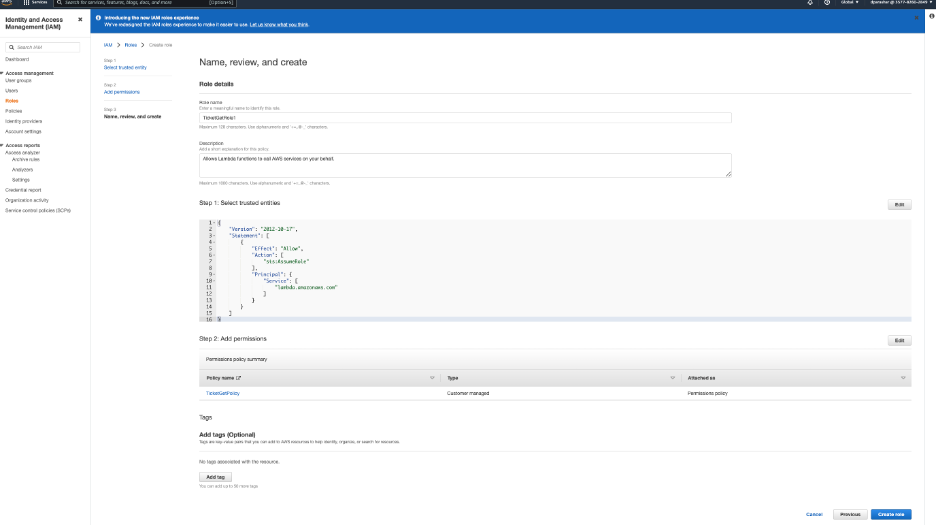 Services
Search for services, features, blogs, docs, and more
[Option+S]
Global
Identity and Access
Management (IAM)
Search IAM
Dashboard
Access management
User groups
Users
Roles
Policies
Identity providers
Account settings
Access reports
Access analyzer
Archive rules
Analyzers
Settings
Credential report
Organization activity
Service control policies (SCPs)
Introducing the new IAM roles experience
We've redesigned the IAM roles experience to make it easier to use. Let us know what you think.
IAM > Roles > Create role
Step 1
Select trusted entity
Step 2
Add permissions
Step 3
Name, review, and create
Name, review, and create
Role details
Role name
Enter a meaningful name to identify this role.
Maximum 128 characters. Use alphanumeric and '+=,.@-_' characters.
Description
Add a short explanation for this policy.
Allows Lambda functions to call AWS services on your behalf.
Maximum 1000 characters. Use alphanumeric and '+=,.@-_' characters.
Step 1: Select trusted entities
Edit
1 {
2 "Version": "2012-10-17",
3 "Statement": [
4 {
5 "Effect": "Allow",
6 "Action": [
7 "sts:AssumeRole"
8 ],
9 "Principal": {
10 "Service": [
11 "lambda.amazonaws.com"
12 ]
13 }
14 }
15 ]
16 }
Step 2: Add permissions
Edit
Permissions policy summary
Policy name
Type
Attached as
TicketGetPolicy
Customer managed
Permissions policy
Tags
Add tags (Optional)
Tags are key-value pairs that you can add to AWS resources to help identify, organize, or search for resources.
No tags associated with the resource.
Add tag
You can add up to 50 more tags
Cancel
Previous
Create role